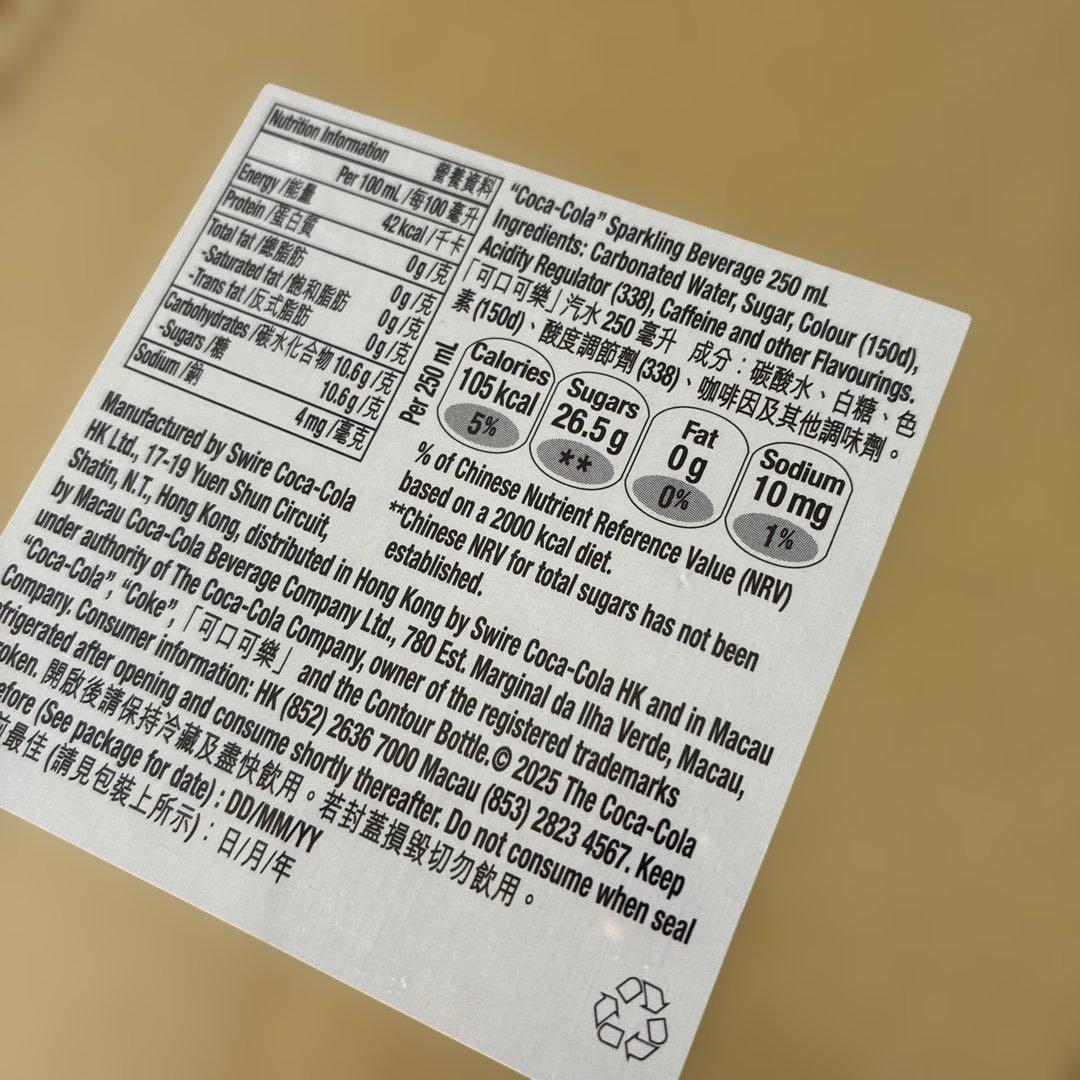 Nutrition Information 營養資料
Per 100 mL /每100 毫升
Energy /能量 42 kcal /千卡
Protein /蛋白質 0g /克
Total fat /總脂肪 0g /克
-Saturated fat /飽和脂肪 0g /克
-Trans fat /反式脂肪 0g /克
Carbohydrates /碳水化合物 10.6g /克
-Sugars /糖 10.6g /克
Sodium /鈉 4mg /毫克
"Coca-Cola" Sparkling Beverage 250 mL
Ingredients: Carbonated Water, Sugar, Colour (150d),
Acidity Regulator (338), Caffeine and other Flavourings.
「可口可樂」汽水 250 毫升 成分：碳酸水、白糖、色
素 (150d)、酸度調節劑 (338)、咖啡因及其他調味劑。
Per 250 mL
Calories 105 kcal 5%
Sugars 26.5 g **
Fat 0 g 0%
Sodium 10 mg 1%
% of Chinese Nutrient Reference Value (NRV)
based on a 2000 kcal diet.
**Chinese NRV for total sugars has not been
established.
Manufactured by Swire Coca-Cola
HK Ltd., 17-19 Yuen Shun Circuit,
Shatin, N.T., Hong Kong, distributed in Hong Kong by Swire Coca-Cola HK and in Macau
by Macau Coca-Cola Beverage Company Ltd., 780 Est. Marginal da Ilha Verde, Macau,
under authority of The Coca-Cola Company, owner of the registered trademarks
"Coca-Cola", "Coke", 「可口可樂」 and the Contour Bottle. © 2025 The Coca-Cola
Company. Consumer information: HK (852) 2636 7000 Macau (853) 2823 4567. Keep
frigerated after opening and consume shortly thereafter. Do not consume when seal
oken. 開啟後請保持冷藏及盡快飲用。若封蓋損毀切勿飲用。
efore (See package for date) : DD/MM/YY
前最佳 (請見包裝上所示) : 日/月/年